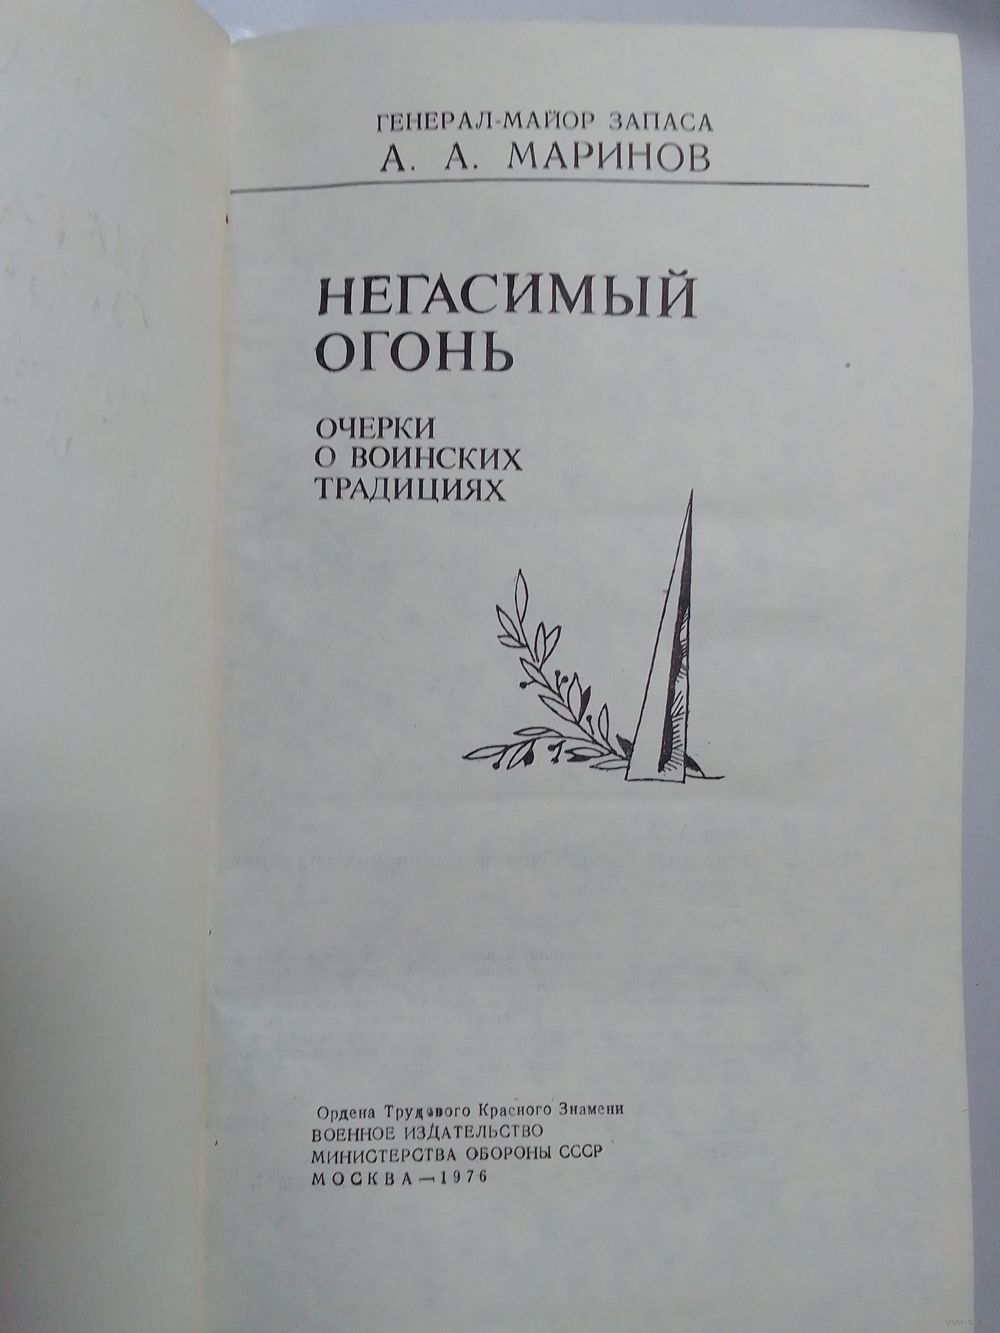 ГЕНЕРАЛ-МАЙОР ЗАПАСА
А. А. МАРИНОВ
НЕГАСИМЫЙ
ОГОНЬ
ОЧЕРКИ
О ВОИНСКИХ
ТРАДИЦИЯХ
Ордена Трудового Красного Знамени
ВОЕННОЕ ИЗДАТЕЛЬСТВО
МИНИСТЕРСТВА ОБОРОНЫ СССР
МОСКВА — 1976